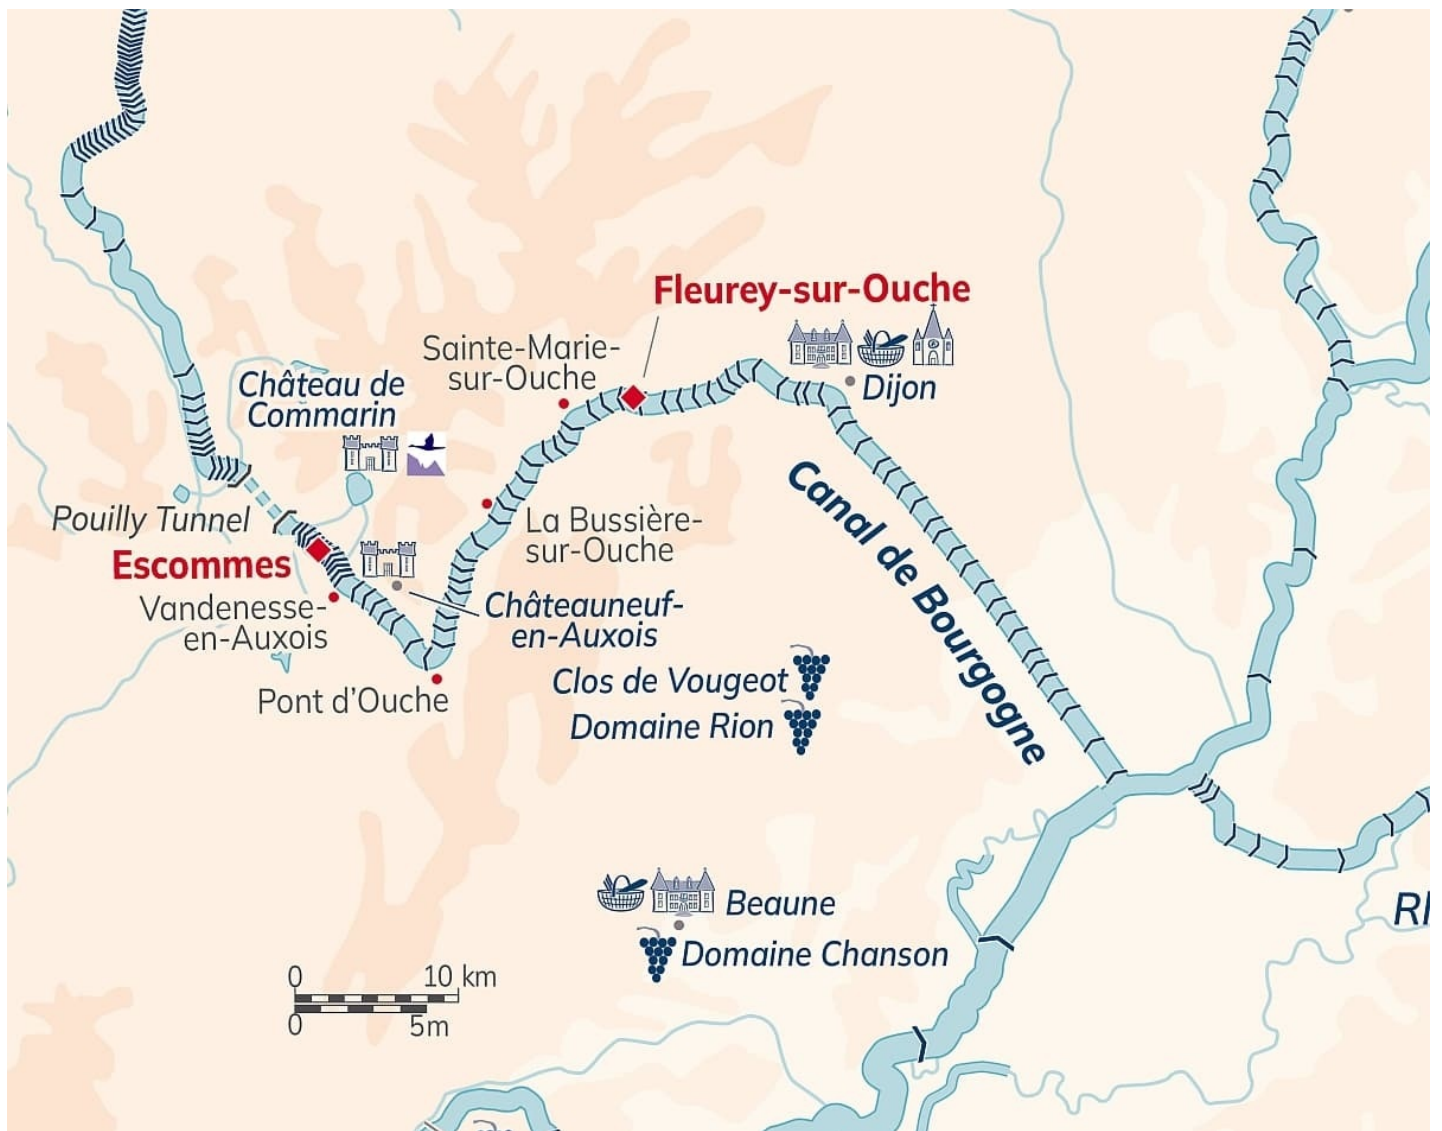 Fleurey-sur-Ouche
Sainte-Marie-
sur-Ouche
Dijon
Château de
Commarin
Canal de Bourgogne
Pouilly Tunnel
La Bussière-
sur-Ouche
Escommes
Vandenesse-
en-Auxois
Châteauneuf-
en-Auxois
Pont d'Ouche
Clos de Vougeot
Domaine Rion
Beaune
Domaine Chanson
0 10 km
0 5m